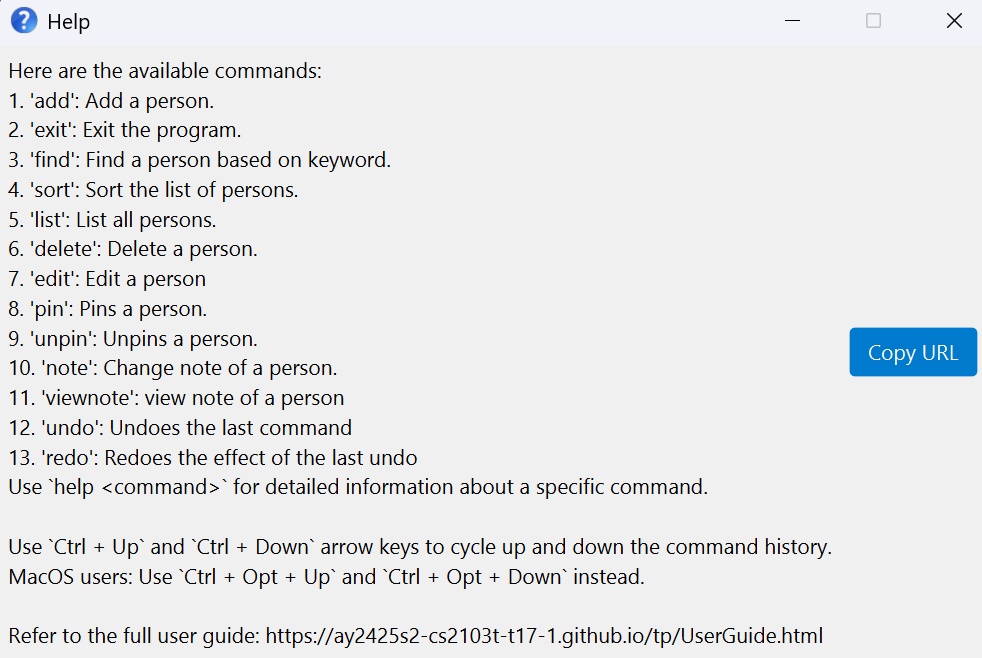 Help
Here are the available commands:
1. 'add': Add a person.
2. 'exit': Exit the program.
3. 'find': Find a person based on keyword.
4. 'sort': Sort the list of persons.
5. 'list': List all persons.
6. 'delete': Delete a person.
7. 'edit': Edit a person
8. 'pin': Pins a person.
9. 'unpin': Unpins a person.
Copy URL
10. 'note': Change note of a person.
11. 'viewnote': view note of a person
12. 'undo': Undoes the last command
13. 'redo': Redoes the effect of the last undo
Use `help <command>` for detailed information about a specific command.
Use `Ctrl + Up` and `Ctrl + Down` arrow keys to cycle up and down the command history.
MacOS users: Use `Ctrl + Opt + Up` and `Ctrl + Opt + Down` instead.
Refer to the full user guide: https://ay2425s2-cs2103t-t17-1.github.io/tp/UserGuide.html